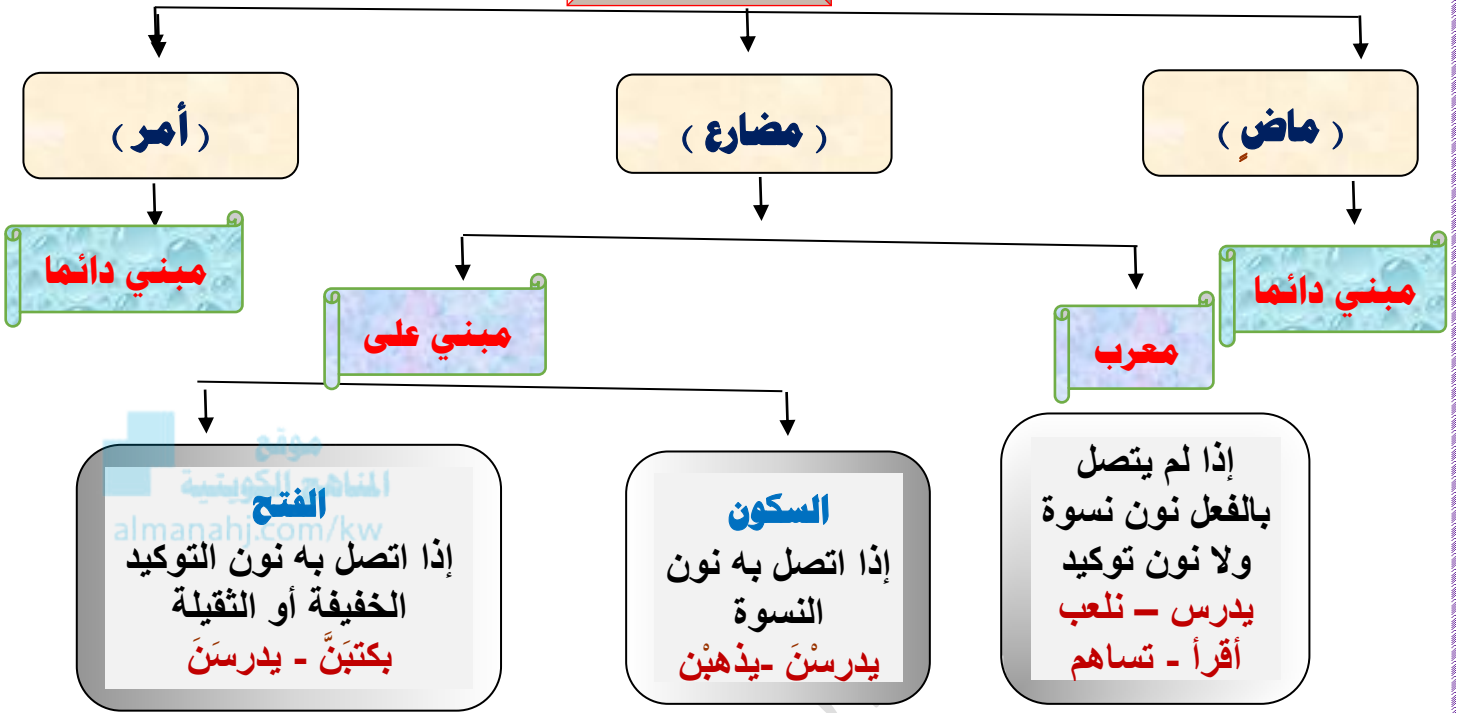 ( ماضٍ )
( مضارع )
( أمر )
مبني دائما
مبني دائما
معرب
مبني على
إذا لم يتصل
بالفعل نون نسوة
ولا نون توكيد
يدرس – نلعب
أقرأ - تساهم
السكون
إذا اتصل به نون
النسوة
يدرسْنَ -يذهبْن
الفتح
إذا اتصل به نون التوكيد
الخفيفة أو الثقيلة
بكتبَنَّ - يدرسَنَ
موقع
المناهج الكويتية
almanahj.com/kw